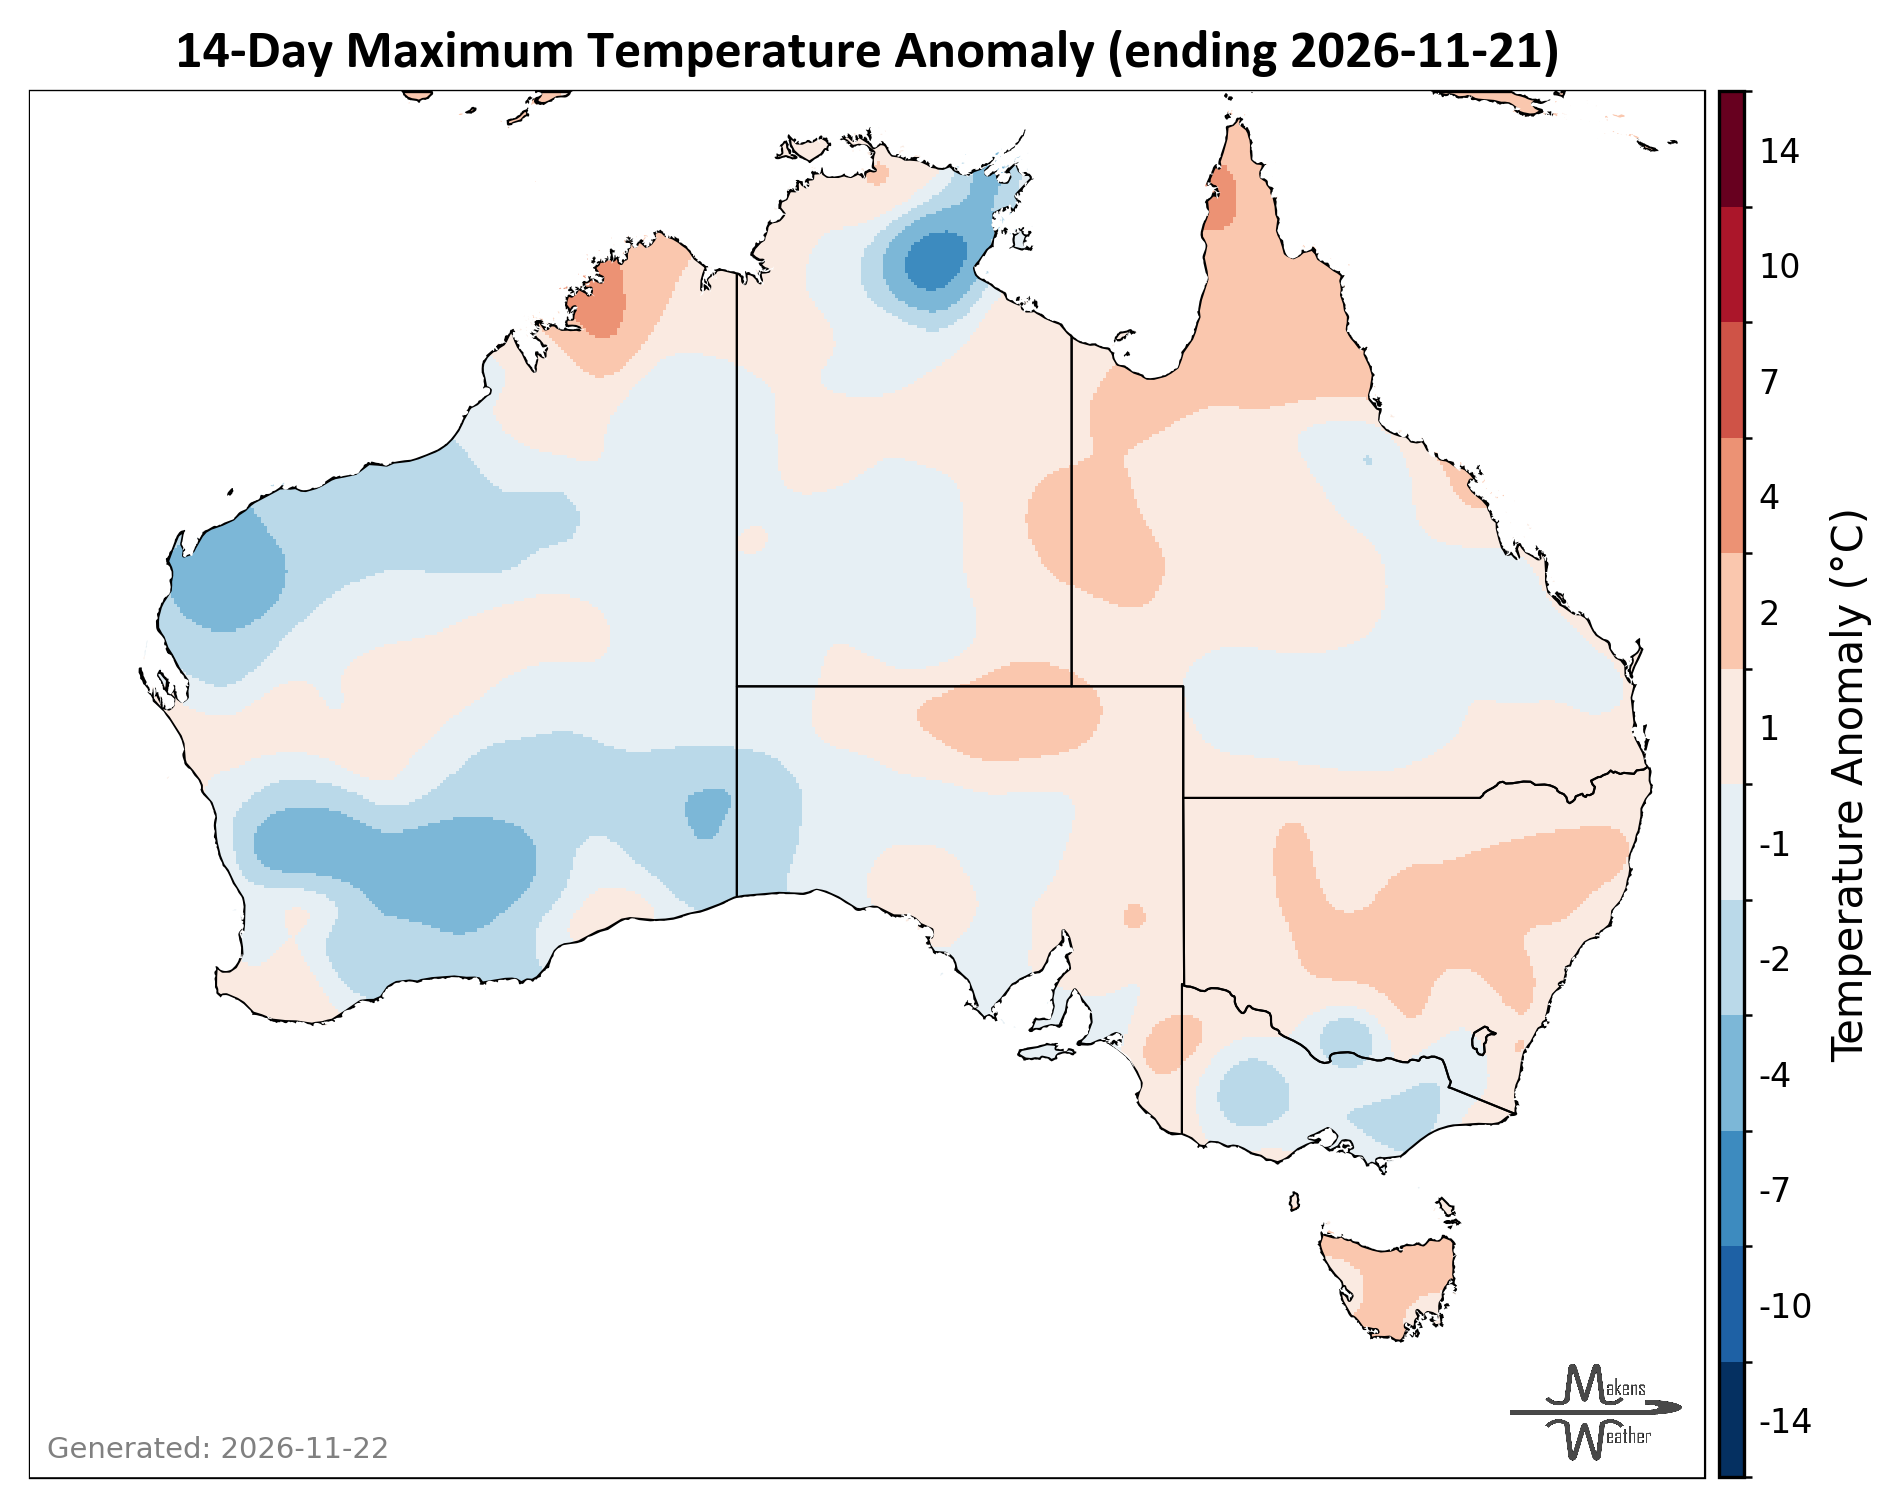 14-Day Maximum Temperature Anomaly (ending 2026-11-21)
14
10
7
4
2
1
-1
-2
-4
-7
-10
-14
Temperature Anomaly (°C)
Makens
Weather
Generated: 2026-11-22